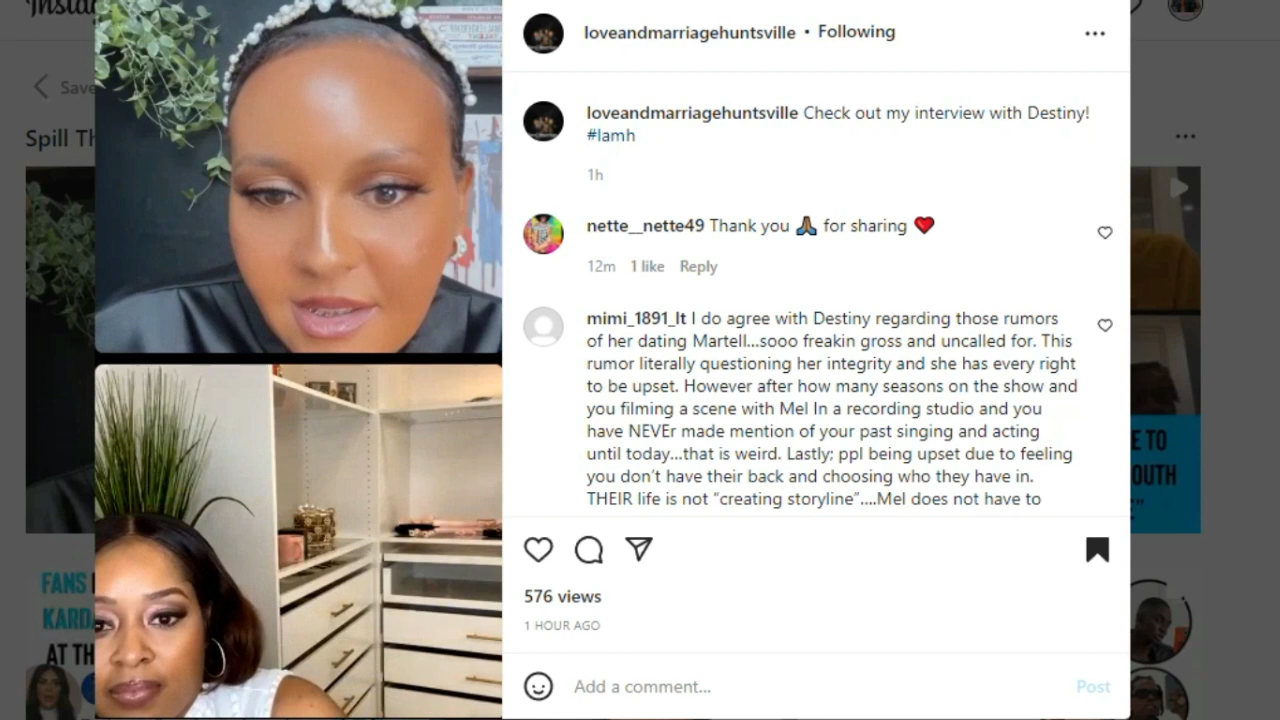 Save
Spill Th
loveandmarriagehuntsville • Following
loveandmarriagehuntsville Check out my interview with Destiny!
#lamh
1h
nette__nette49 Thank you 🙏🏾 for sharing ❤️
12m 1 like Reply
mimi_1891_lt I do agree with Destiny regarding those rumors
of her dating Martell...sooo freakin gross and uncalled for. This
rumor literally questioning her integrity and she has every right
to be upset. However after how many seasons on the show and
you filming a scene with Mel In a recording studio and you
have NEVEr made mention of your past singing and acting
until today...that is weird. Lastly; ppl being upset due to feeling
you don’t have their back and choosing who they have in.
THEIR life is not “creating storyline”....Mel does not have to
576 views
1 HOUR AGO
Add a comment... Post
FANS
KARD
AT TH
E TO
OUTH